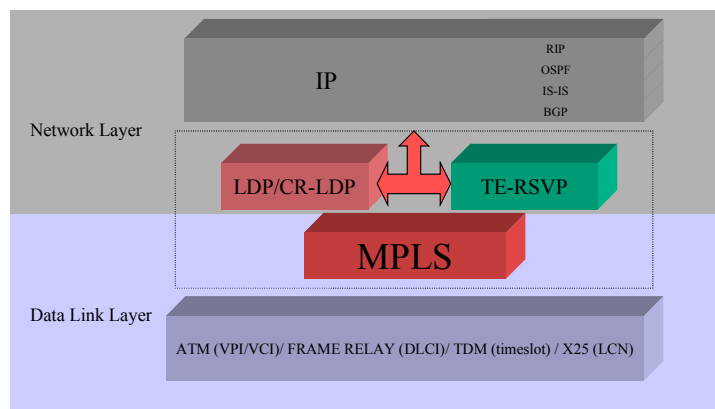 IP
RIP
OSPF
IS-IS
BGP
Network Layer
LDP/CR-LDP
TE-RSVP
MPLS
Data Link Layer
ATM (VPI/VCI)/ FRAME RELAY (DLCI)/ TDM (timeslot) / X25 (LCN)